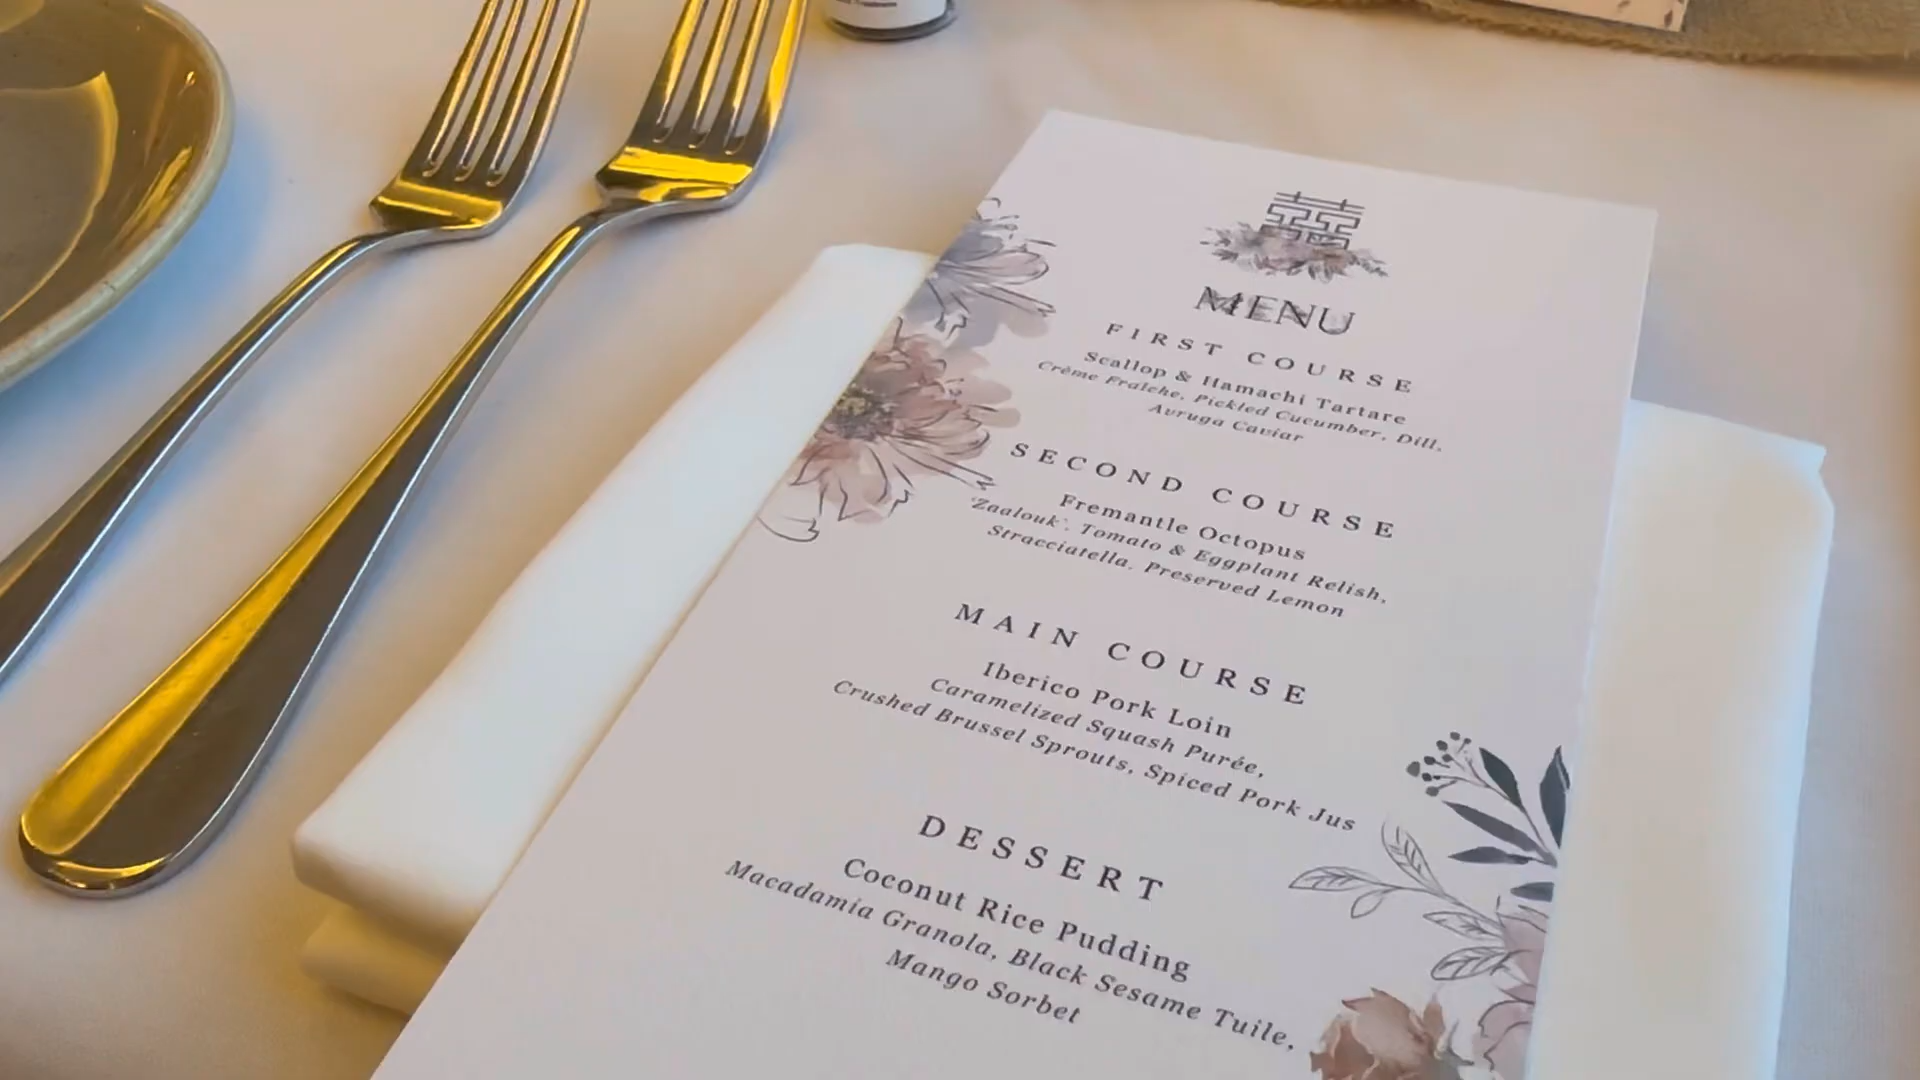 囍
MENU
FIRST COURSE
Scallop & Hamachi Tartare
Crème Fraîche, Pickled Cucumber, Dill,
Avruga Caviar
SECOND COURSE
Fremantle Octopus
‘Zaalouk’, Tomato & Eggplant Relish,
Stracciatella, Preserved Lemon
MAIN COURSE
Iberico Pork Loin
Caramelized Squash Purée,
Crushed Brussel Sprouts, Spiced Pork Jus
DESSERT
Coconut Rice Pudding
Macadamia Granola, Black Sesame Tuile,
Mango Sorbet